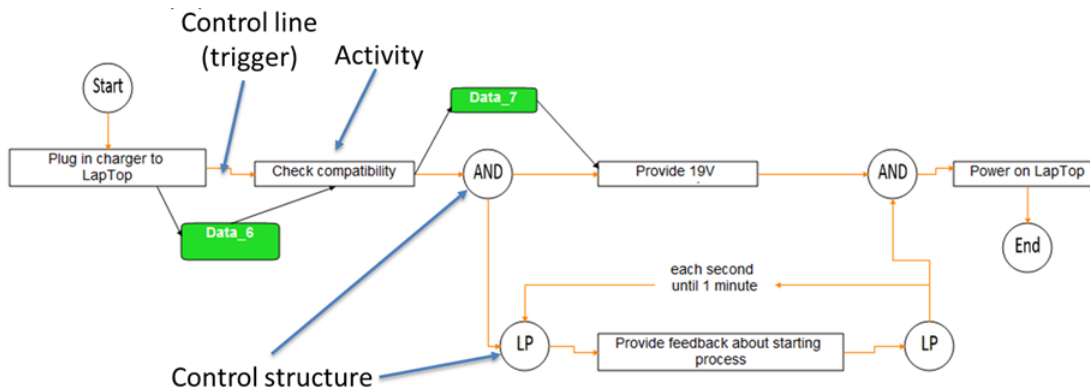 Control line
(trigger)
Activity
Start
Data_7
Plug in charger to
LapTop
Check compatibility
AND
Provide 19V
AND
Power on LapTop
Data_6
End
each second
until 1 minute
LP
Provide feedback about starting
process
LP
Control structure